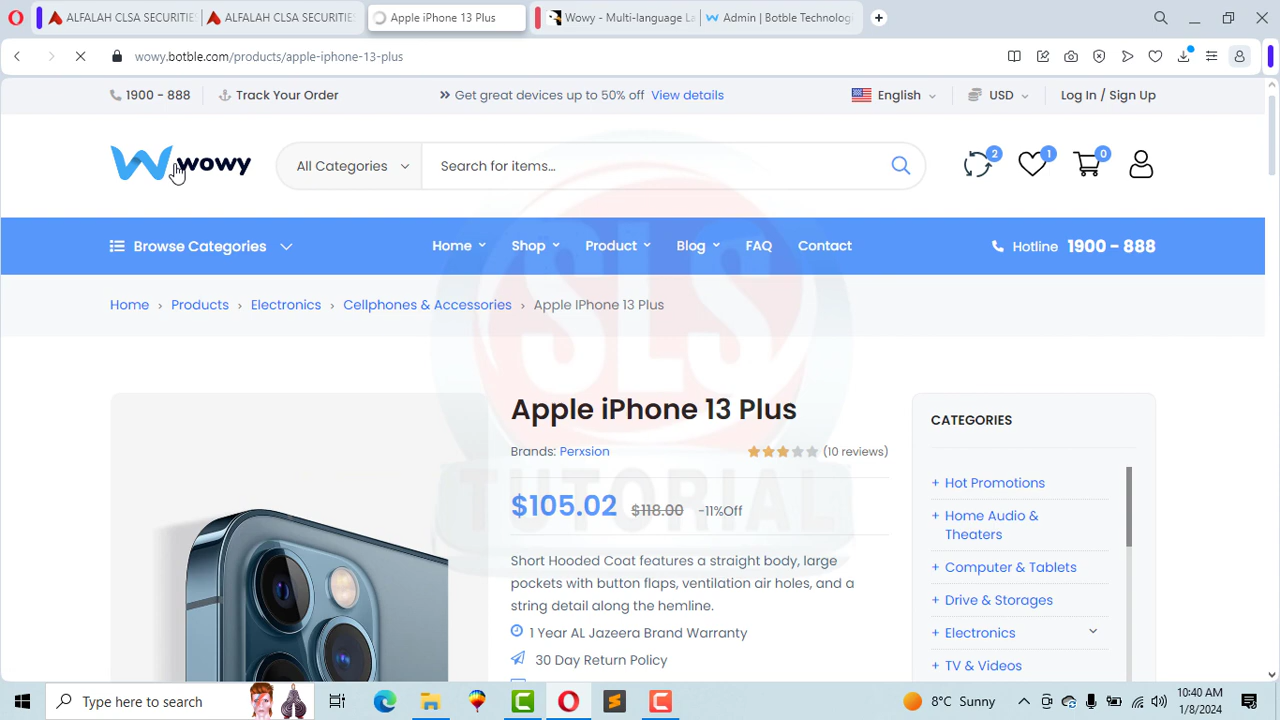 ALFALAH CLSA SECURITIES
ALFALAH CLSA SECURITIES
Apple iPhone 13 Plus
Wowy - Multi-language La
Admin | Botble Technolog
wowy.botble.com/products/apple-iphone-13-plus
1900 - 888
Track Your Order
Get great devices up to 50% off View details
English
USD
Log In / Sign Up
wowy
All Categories
Search for items...
2
1
0
Browse Categories
Home
Shop
Product
Blog
FAQ
Contact
Hotline 1900 - 888
Home › Products › Electronics › Cellphones & Accessories › Apple IPhone 13 Plus
SLS
TUTORIAL
Apple iPhone 13 Plus
Brands: Perxsion
(10 reviews)
$105.02 $118.00 -11%Off
Short Hooded Coat features a straight body, large
pockets with button flaps, ventilation air holes, and a
string detail along the hemline.
1 Year AL Jazeera Brand Warranty
30 Day Return Policy
CATEGORIES
+ Hot Promotions
+ Home Audio &
Theaters
+ Computer & Tablets
+ Drive & Storages
+ Electronics
+ TV & Videos
Type here to search
8°C Sunny
10:40 AM
1/8/2024